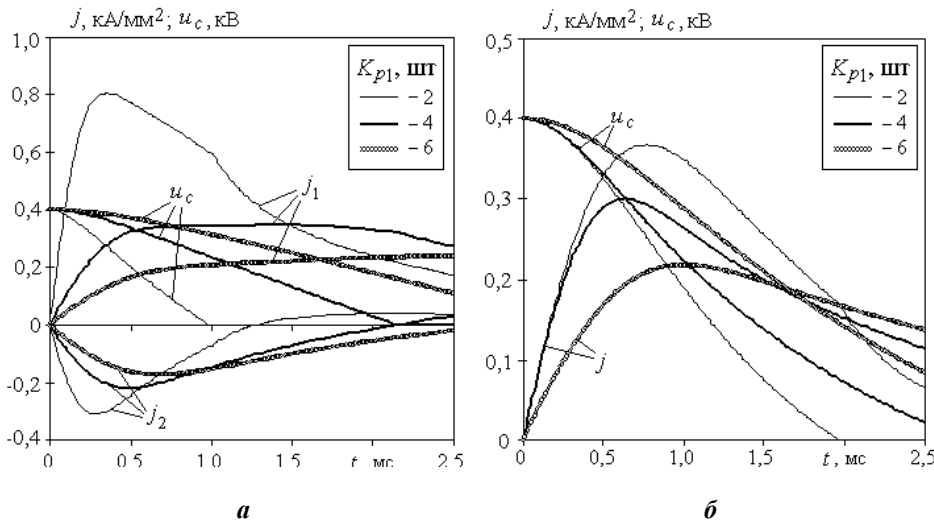 j, кА/мм²; u_c, кВ
1,0
0,8
0,6
0,4
0,2
0
-0,2
-0,4
K_p1, шт
– 2
– 4
– 6
u_c
j_1
j_2
0
0,5
1,0
1,5
t, мс
2,5
а
j, кА/мм²; u_c, кВ
0,5
0,4
0,3
0,2
0,1
0
K_p1, шт
– 2
– 4
– 6
u_c
j
0
0,5
1,0
1,5
t, мс
2,5
б